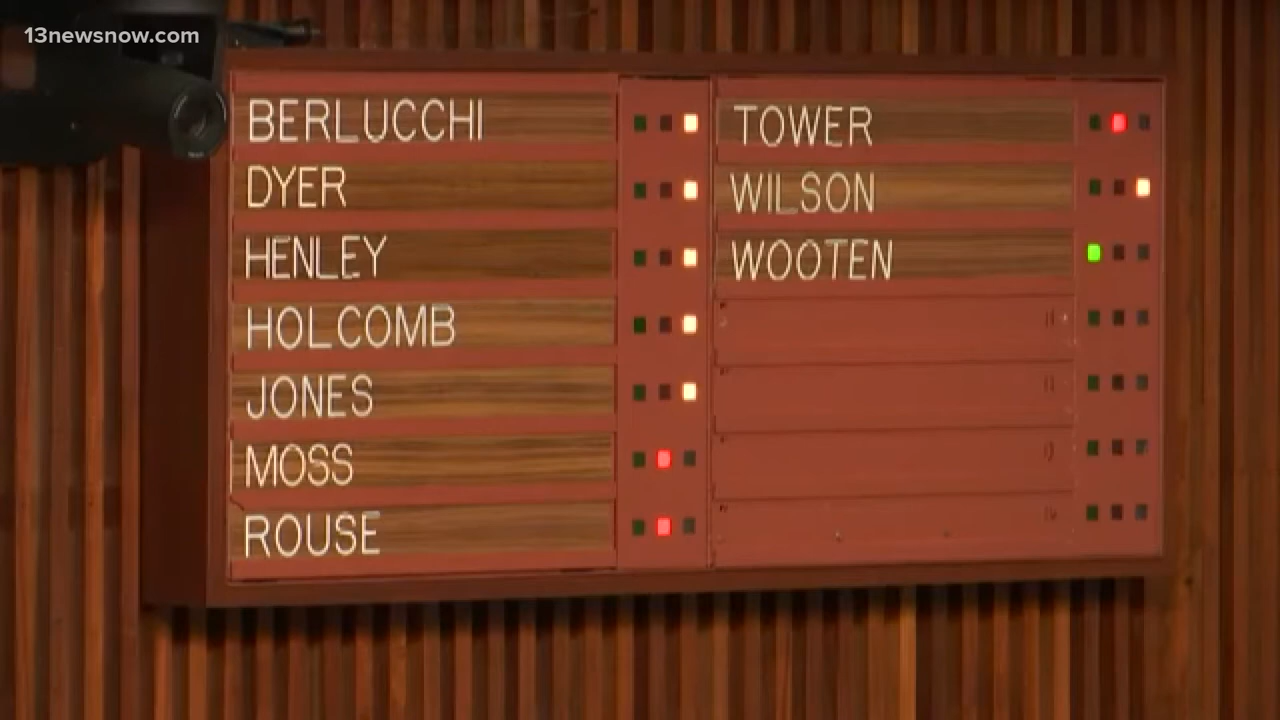 13newsnow.com
BERLUCCHI
DYER
HENLEY
HOLCOMB
JONES
MOSS
ROUSE
TOWER
WILSON
WOOTEN